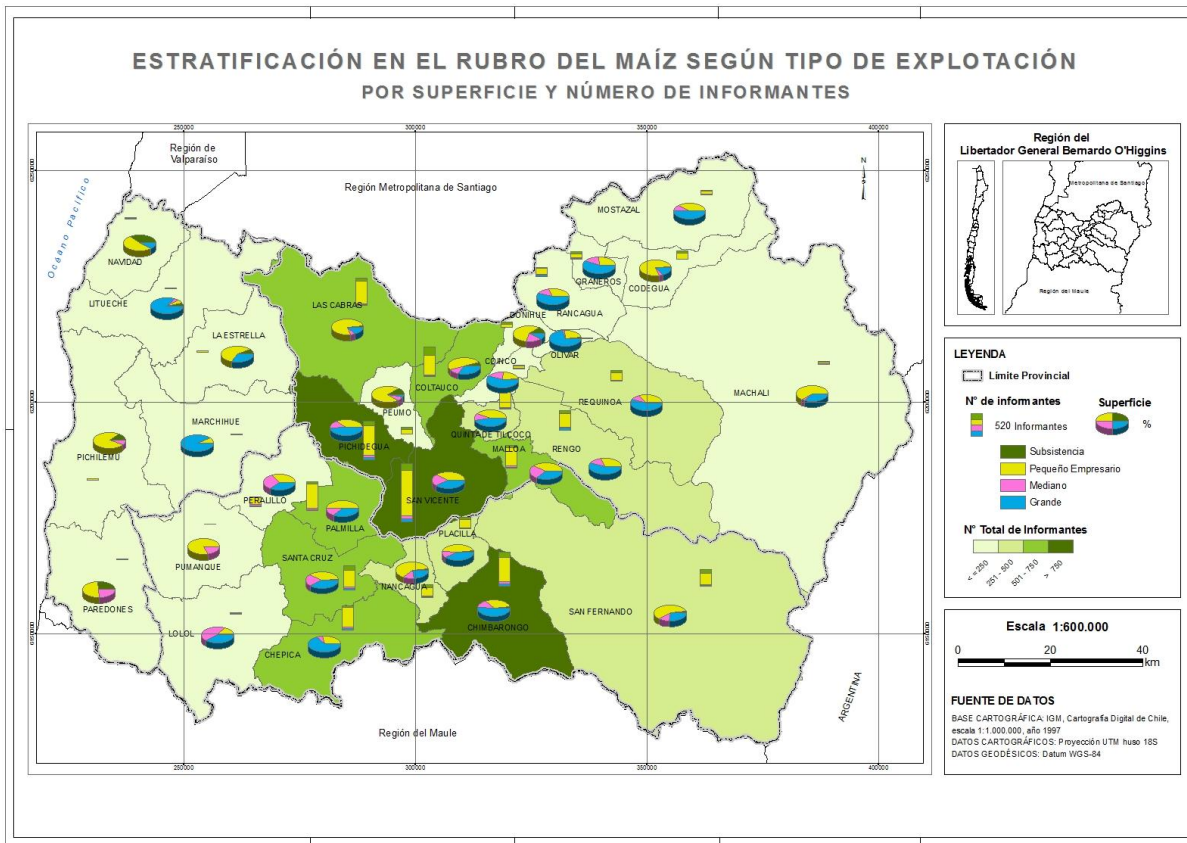 ESTRATIFICACIÓN EN EL RUBRO DEL MAÍZ SEGÚN TIPO DE EXPLOTACIÓN
POR SUPERFICIE Y NÚMERO DE INFORMANTES
250000
300000
350000
400000
Región de
Valparaíso
Región Metropolitana de Santiago
N
Océano Pacífico
MOSTAZAL
NAVIDAD
GRANEROS
CODEGUA
LITUECHE
LAS CABRAS
DOÑIHUE
RANCAGUA
LA ESTRELLA
OLIVAR
COINCO
COLTAUCO
MACHALI
PEUMO
REQUINOA
MARCHIHUE
QUINTA DE TILCOCO
PICHIDEGUA
MALLOA
RENGO
PICHILEMU
PERALILLO
SAN VICENTE
PALMILLA
PLACILLA
PUMANQUE
SANTA CRUZ
NANCAGUA
PAREDONES
SAN FERNANDO
CHIMBARONGO
LOLOL
CHEPICA
ARGENTINA
Región del Maule
250000
300000
350000
400000
Región del
Libertador General Bernardo O'Higgins
Metropolitana de Santiago
Región del Maule
LEYENDA
Límite Provincial
N° de informantes
Superficie
520 Informantes
%
Subsistencia
Pequeño Empresario
Mediano
Grande
N° Total de Informantes
< = 250
251 - 500
501 - 750
> 750
Escala 1:600.000
0 20 40
km
FUENTE DE DATOS
BASE CARTOGRÁFICA: IGM, Cartografía Digital de Chile,
escala 1:1.000.000, año 1997
DATOS CARTOGRÁFICOS: Proyección UTM huso 18S
DATOS GEODÉSICOS: Datum WGS-84